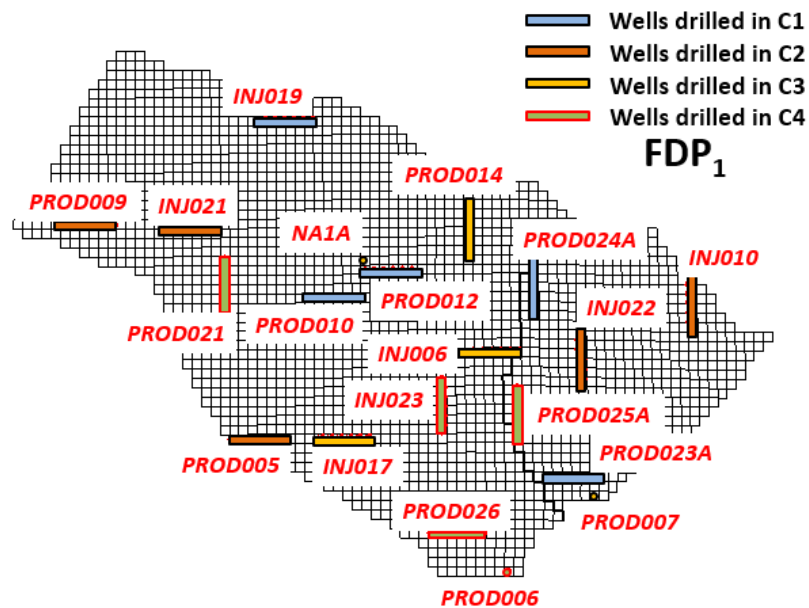 Wells drilled in C1
Wells drilled in C2
Wells drilled in C3
Wells drilled in C4
FDP1
INJ019
PROD014
PROD009
INJ021
NA1A
PROD024A
INJ010
PROD012
INJ022
PROD021
PROD010
INJ006
INJ023
PROD025A
PROD005
INJ017
PROD023A
PROD026
PROD007
PROD006